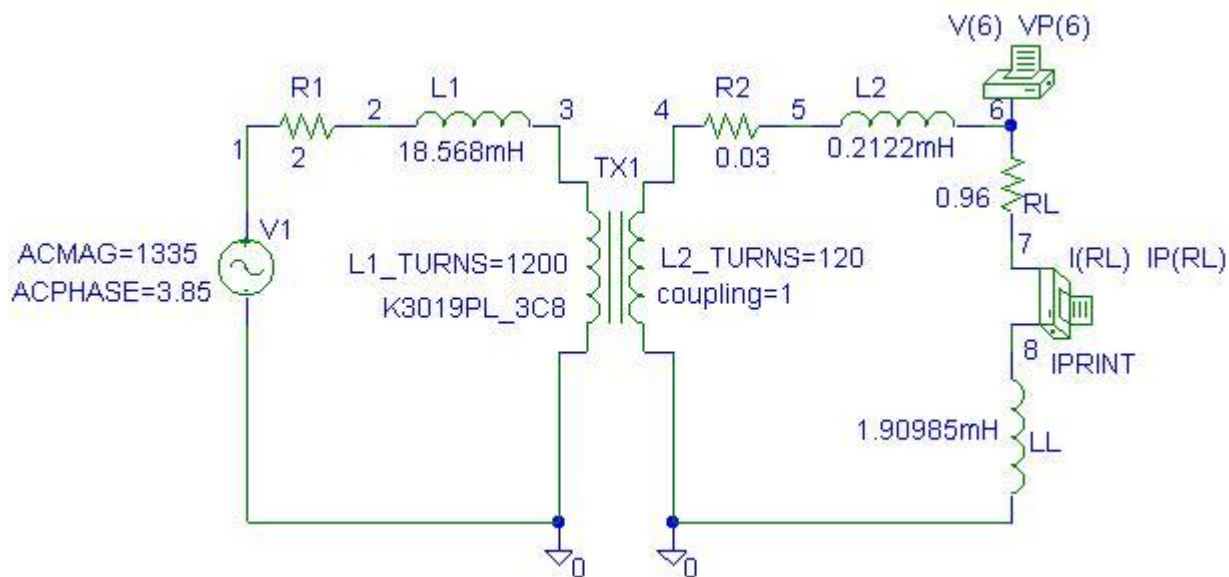 V(6) VP(6)
R1
L1
R2
L2
1
2
3
4
5
6
2
18.568mH
0.03
0.2122mH
TX1
V1
0.96
RL
ACMAG=1335
ACPHASE=3.85
L1_TURNS=1200
K3019PL_3C8
L2_TURNS=120
coupling=1
7
I(RL) IP(RL)
8
IPRINT
1.90985mH
LL
0
0